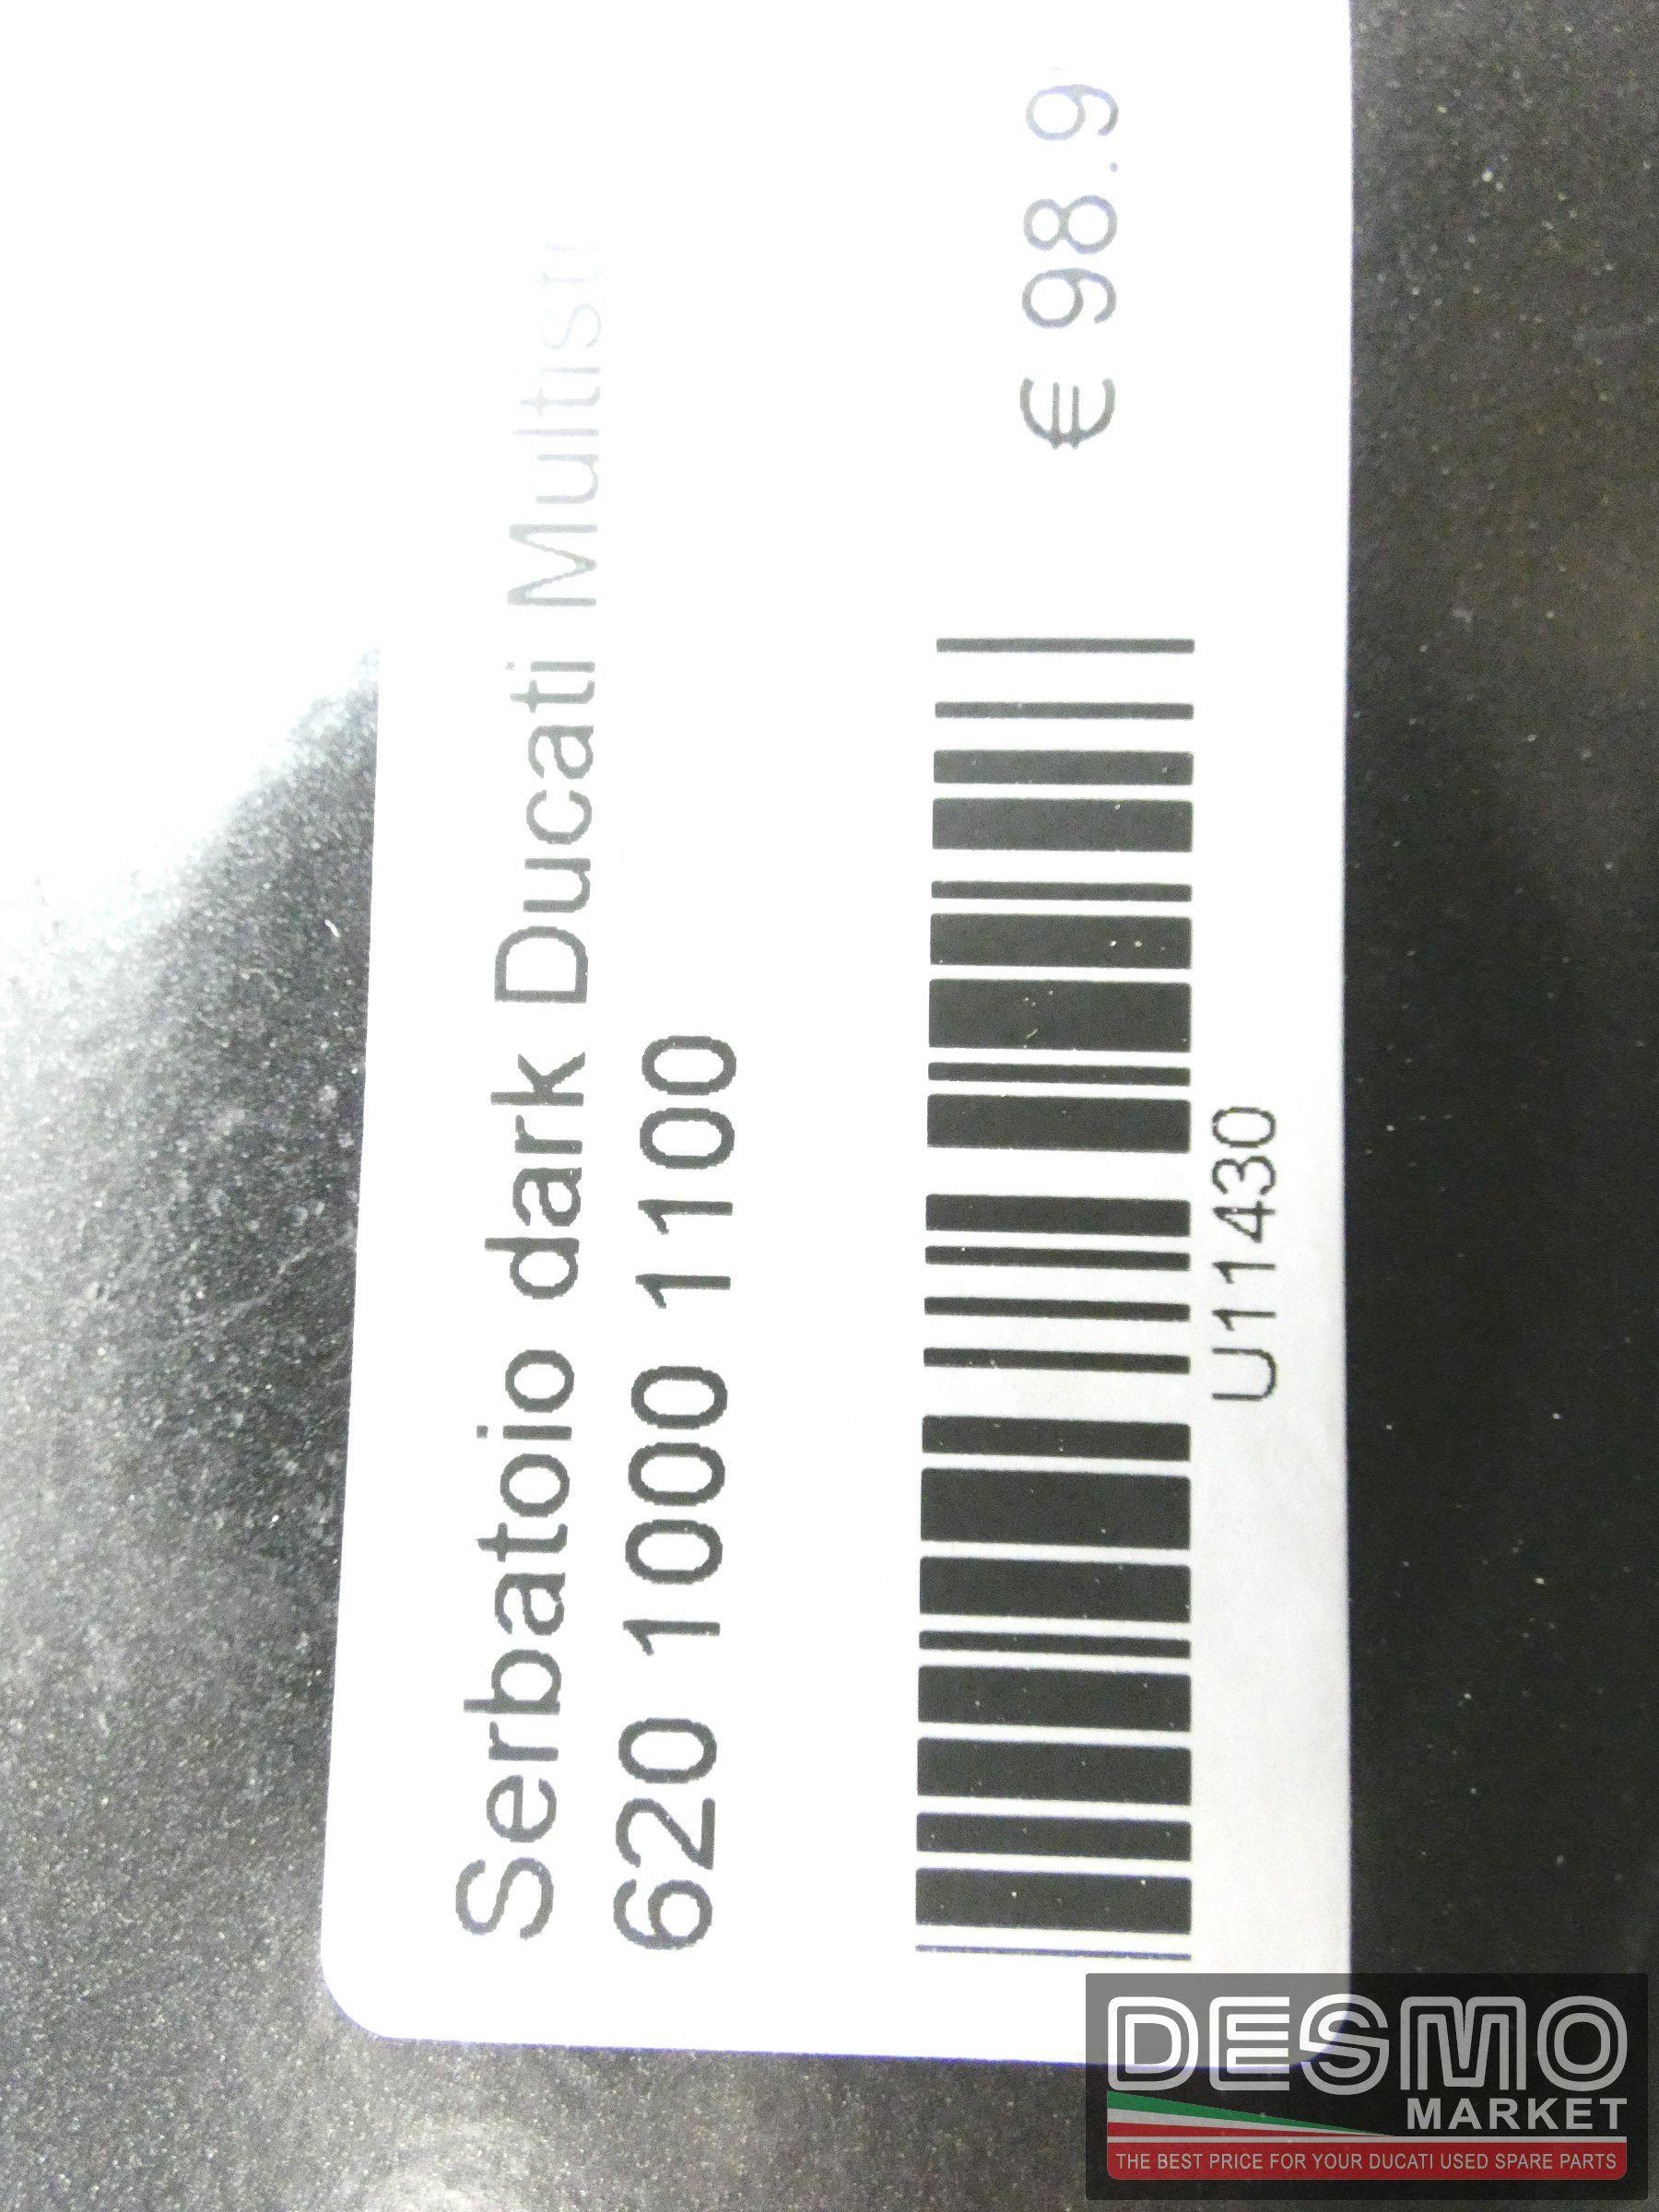 Serbatoio dark Ducati
620 1000 1100
€ 98.9
U11430
DESMO
MARKET
THE BEST PRICE FOR YOUR DUCATI USED SPARE PARTS